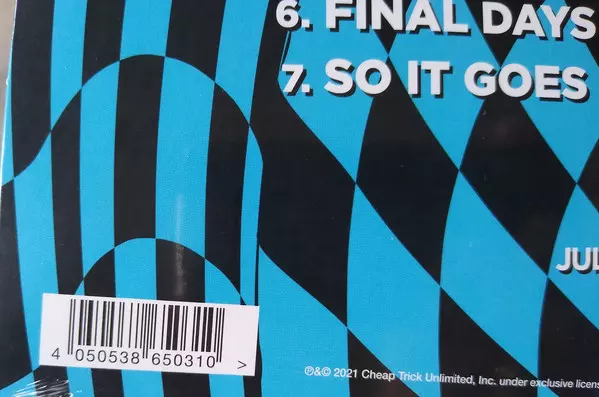 6. FINAL DAYS
7. SO IT GOES
JUL
4 050538 650310 >
℗&© 2021 Cheap Trick Unlimited, Inc. under exclusive licens